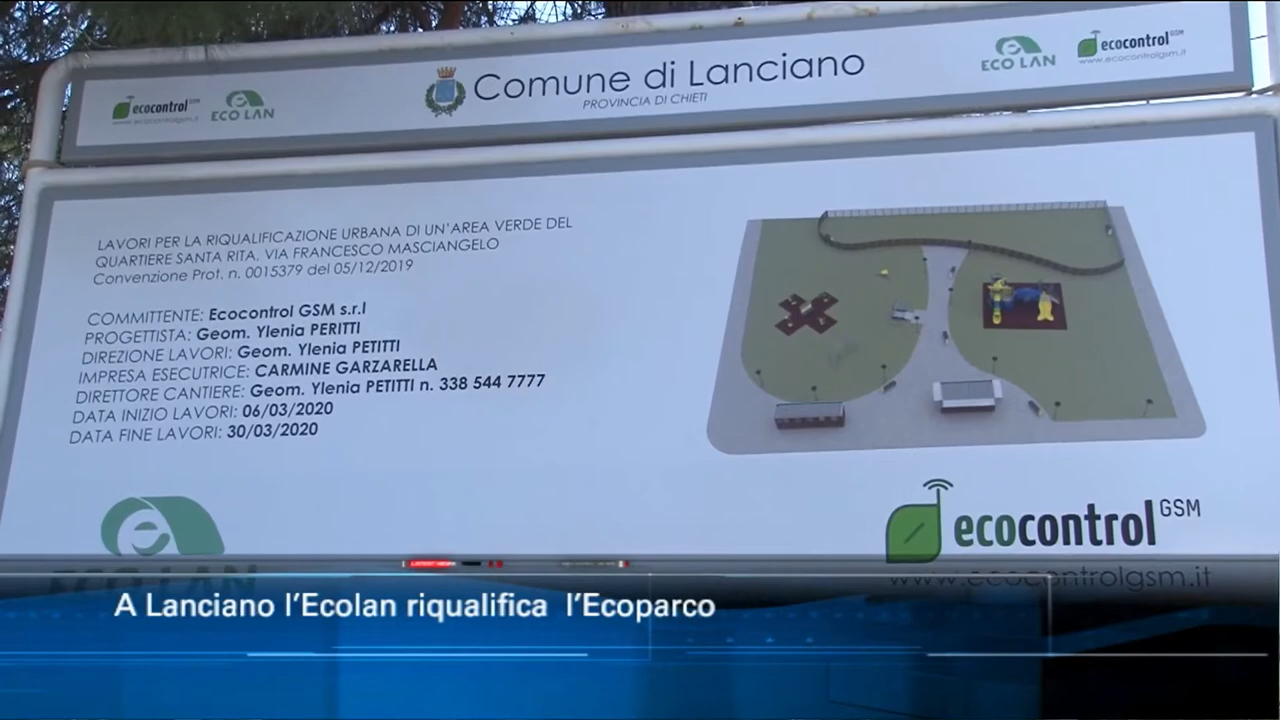 ecocontrol GSM
www.ecocontrolgsm.it
ECO LAN
Comune di Lanciano
PROVINCIA DI CHIETI
ECO LAN
ecocontrol GSM
www.ecocontrolgsm.it
LAVORI PER LA RIQUALIFICAZIONE URBANA DI UN'AREA VERDE DEL
QUARTIERE SANTA RITA, VIA FRANCESCO MASCIANGELO
Convenzione Prot. n. 0015379 del 05/12/2019
COMMITTENTE: Ecocontrol GSM s.r.l
PROGETTISTA: Geom. Ylenia PERITTI
DIREZIONE LAVORI: Geom. Ylenia PETITTI
IMPRESA ESECUTRICE: CARMINE GARZARELLA
DIRETTORE CANTIERE: Geom. Ylenia PETITTI n. 338 544 7777
DATA INIZIO LAVORI: 06/03/2020
DATA FINE LAVORI: 30/03/2020
ECO LAN
ecocontrol GSM
www.ecocontrolgsm.it
LATEST NEWS
A Lanciano l'Ecolan riqualifica l'Ecoparco